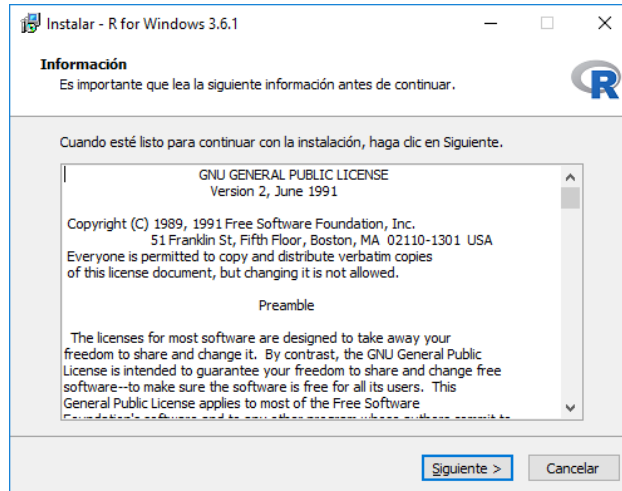 Instalar - R for Windows 3.6.1
Información
Es importante que lea la siguiente información antes de continuar.
R
Cuando esté listo para continuar con la instalación, haga clic en Siguiente.
GNU GENERAL PUBLIC LICENSE
Version 2, June 1991
Copyright (C) 1989, 1991 Free Software Foundation, Inc.
51 Franklin St, Fifth Floor, Boston, MA 02110-1301 USA
Everyone is permitted to copy and distribute verbatim copies
of this license document, but changing it is not allowed.
Preamble
The licenses for most software are designed to take away your
freedom to share and change it. By contrast, the GNU General Public
License is intended to guarantee your freedom to share and change free
software--to make sure the software is free for all its users. This
General Public License applies to most of the Free Software
Siguiente >
Cancelar